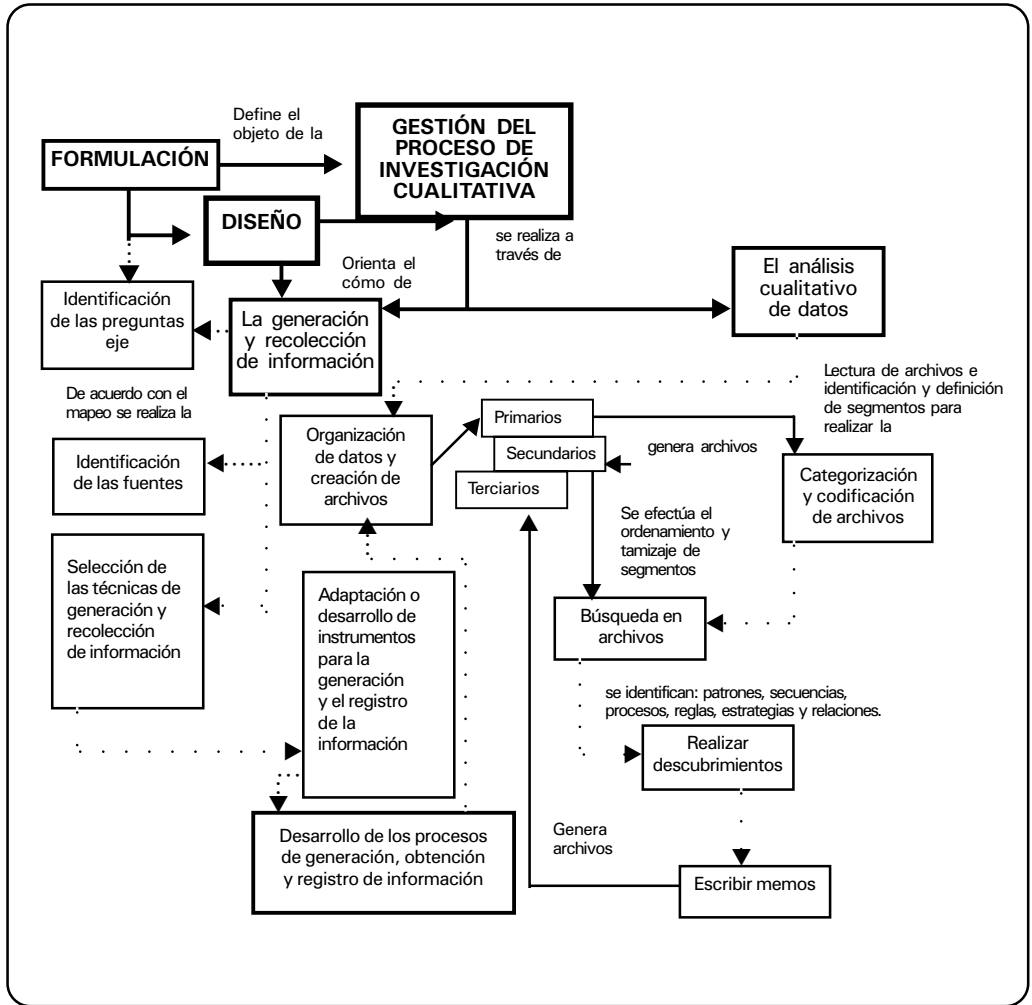 Define el
objeto de la
FORMULACIÓN
GESTIÓN DEL
PROCESO DE
INVESTIGACIÓN
CUALITATIVA
DISEÑO
se realiza a
través de
Orienta el
cómo de
El análisis
cualitativo
de datos
Identificación
de las preguntas
eje
La generación
y recolección
de información
De acuerdo con el
mapeo se realiza la
Lectura de archivos e
identificación y definición
de segmentos para
realizar la
Organización
de datos y
creación de
archivos
Primarios
Secundarios
Terciarios
genera archivos
Identificación
de las fuentes
Categorización
y codificación
de archivos
Se efectúa el
ordenamiento y
tamizaje de
segmentos
Selección de
las técnicas de
generación y
recolección
de información
Adaptación o
desarrollo de
instrumentos
para la
generación
y el registro
de la
información
Búsqueda en
archivos
se identifican: patrones, secuencias,
procesos, reglas, estrategias y relaciones.
Realizar
descubrimientos
Desarrollo de los procesos
de generación, obtención
y registro de información
Genera
archivos
Escribir memos